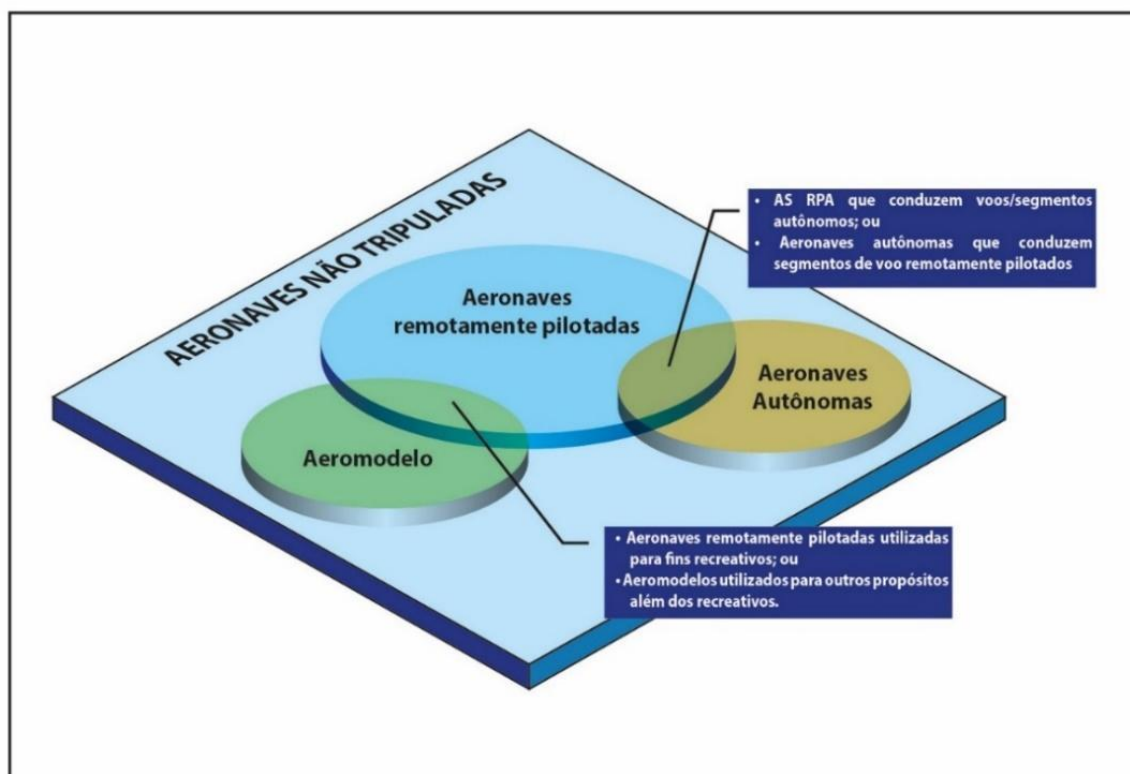 AERONAVES NÃO TRIPULADAS
• AS RPA que conduzem voos/segmentos
autônomos; ou
• Aeronaves autônomas que conduzem
segmentos de voo remotamente pilotados
Aeronaves
remotamente pilotadas
Aeronaves
Autônomas
Aeromodelo
• Aeronaves remotamente pilotadas utilizadas
para fins recreativos; ou
• Aeromodelos utilizados para outros propósitos
além dos recreativos.